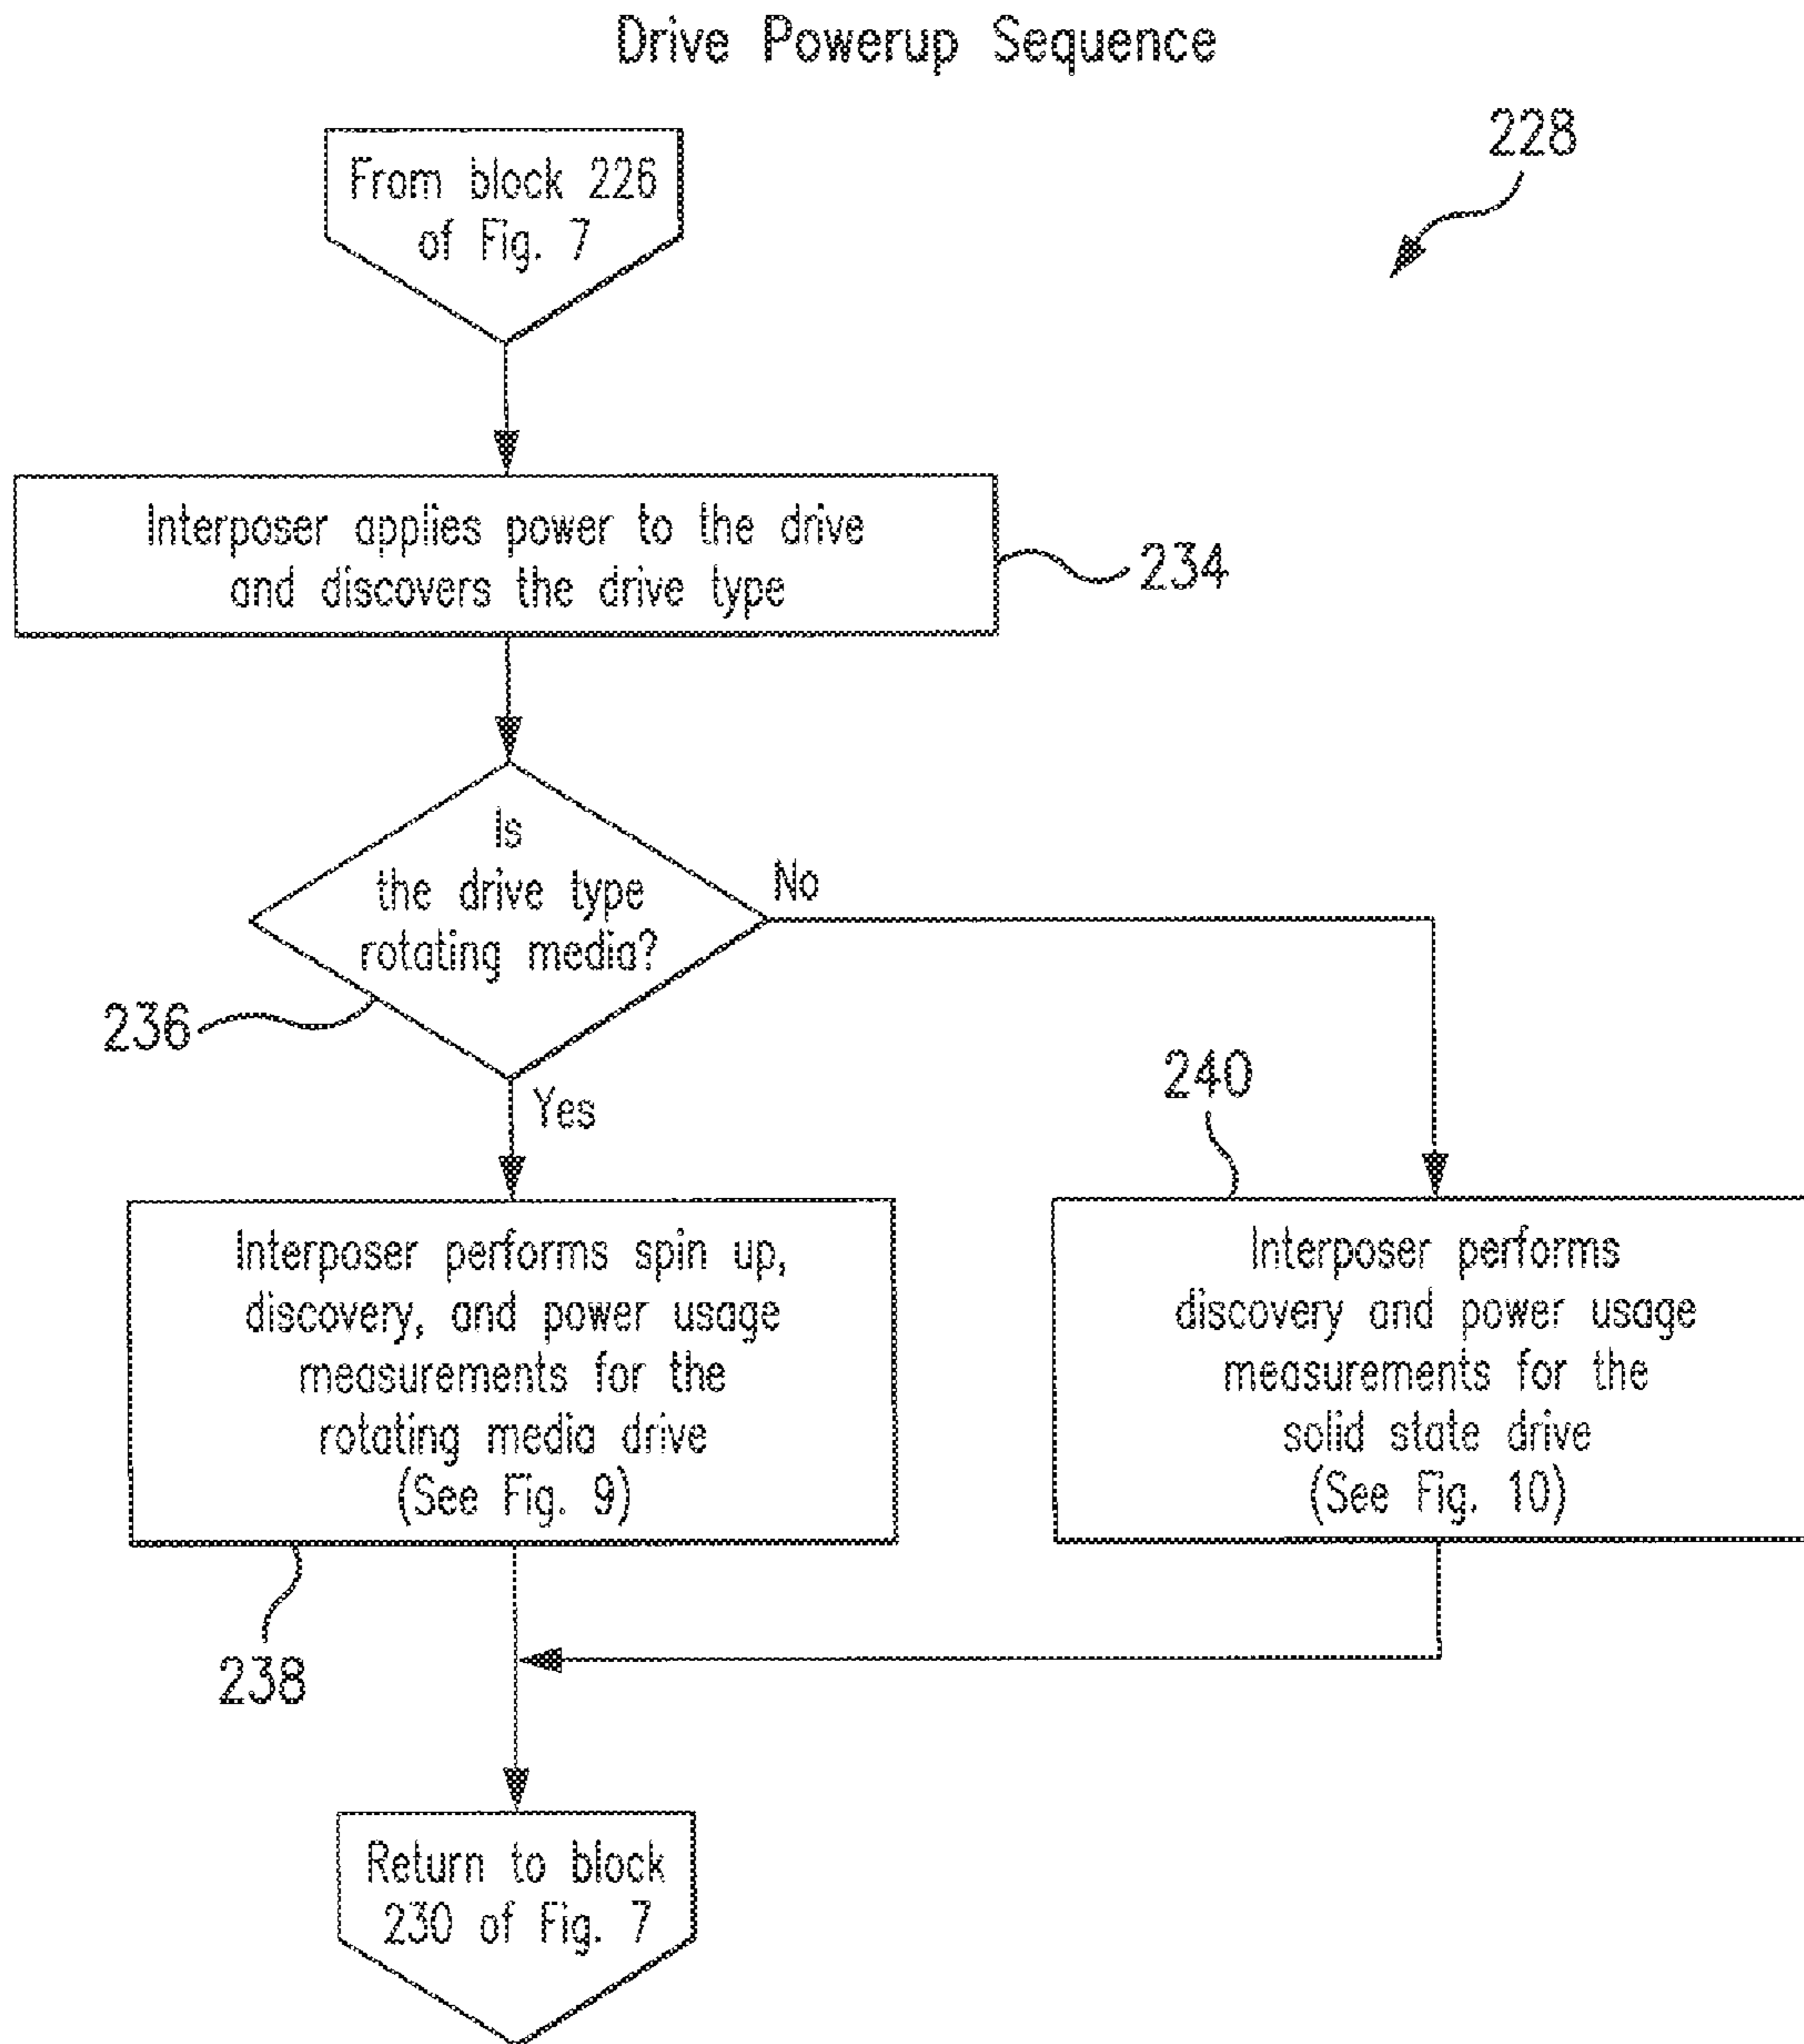 Drive Powerup Sequence
228
From block 226
of Fig. 7
Interposer applies power to the drive
and discovers the drive type
234
Is
the drive type
rotating media?
No
236
Yes
240
Interposer performs spin up,
discovery, and power usage
measurements for the
rotating media drive
(See Fig. 9)
Interposer performs
discovery and power usage
measurements for the
solid state drive
(See Fig. 10)
238
Return to block
230 of Fig. 7